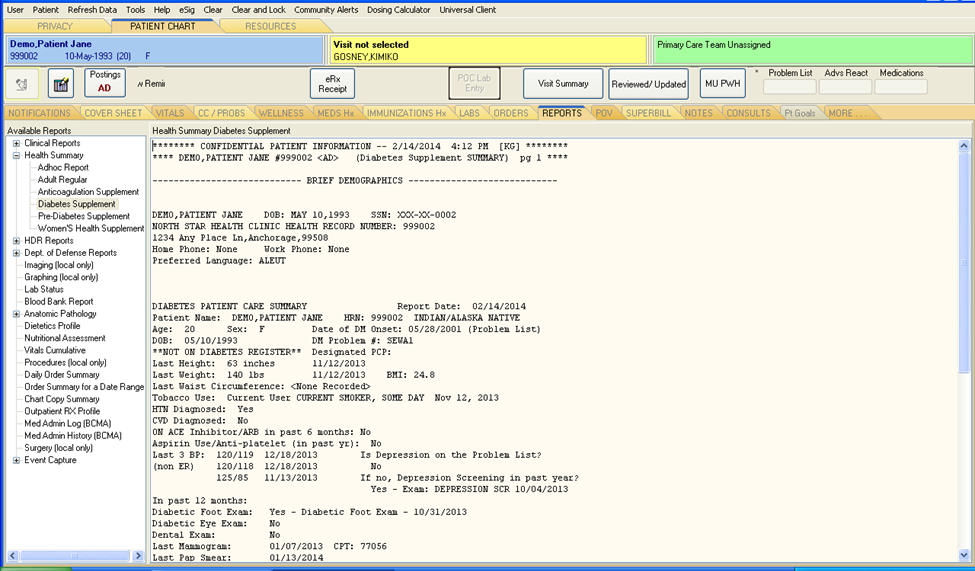 User Patient Refresh Data Tools Help eSig Clear Clear and Lock Community Alerts Dosing Calculator Universal Client
PRIVACY PATIENT CHART RESOURCES
Demo,Patient Jane
999002 10-May-1993 (20) F
Visit not selected
GOSNEY,KIMIKO
Primary Care Team Unassigned
Postings
AD
Remi
eRx
Receipt
POC Lab
Entry
Visit Summary
Reviewed/ Updated
MU PWH
* Problem List Advs React Medications
NOTIFICATIONS COVER SHEET VITALS CC / PROBS WELLNESS MEDS Hx IMMUNIZATIONS Hx LABS ORDERS REPORTS POV SUPERBILL NOTES CONSULTS Pt Goals MORE...
Available Reports
Clinical Reports
Health Summary
Adhoc Report
Adult Regular
Anticoagulation Supplement
Diabetes Supplement
Pre-Diabetes Supplement
Women'S Health Supplement
HDR Reports
Dept. of Defense Reports
Imaging (local only)
Graphing (local only)
Lab Status
Blood Bank Report
Anatomic Pathology
Dietetics Profile
Nutritional Assessment
Vitals Cumulative
Procedures (local only)
Daily Order Summary
Order Summary for a Date Range
Chart Copy Summary
Outpatient RX Profile
Med Admin Log (BCMA)
Med Admin History (BCMA)
Surgery (local only)
Event Capture
Health Summary Diabetes Supplement
******** CONFIDENTIAL PATIENT INFORMATION -- 2/14/2014 4:12 PM [KG] ********
**** DEMO,PATIENT JANE #999002 <AD> (Diabetes Supplement SUMMARY) pg 1 ****
--------------------------- BRIEF DEMOGRAPHICS ---------------------------
DEMO,PATIENT JANE DOB: MAY 10,1993 SSN: XXX-XX-0002
NORTH STAR HEALTH CLINIC HEALTH RECORD NUMBER: 999002
1234 Any Place Ln,Anchorage,99508
Home Phone: None Work Phone: None
Preferred Language: ALEUT
DIABETES PATIENT CARE SUMMARY Report Date: 02/14/2014
Patient Name: DEMO,PATIENT JANE HRN: 999002 INDIAN/ALASKA NATIVE
Age: 20 Sex: F Date of DM Onset: 05/28/2001 (Problem List)
DOB: 05/10/1993 DM Problem #: SEWA1
**NOT ON DIABETES REGISTER** Designated PCP:
Last Height: 63 inches 11/12/2013
Last Weight: 140 lbs 11/12/2013 BMI: 24.8
Last Waist Circumference: <None Recorded>
Tobacco Use: Current User CURRENT SMOKER, SOME DAY Nov 12, 2013
HTN Diagnosed: Yes
CVD Diagnosed: No
ON ACE Inhibitor/ARB in past 6 months: No
Aspirin Use/Anti-platelet (in past yr): No
Last 3 BP: 120/119 12/18/2013 Is Depression on the Problem List?
(non ER) 120/118 12/18/2013 No
125/85 11/13/2013 If no, Depression Screening in past year?
Yes - Exam: DEPRESSION SCR 10/04/2013
In past 12 months:
Diabetic Foot Exam: Yes - Diabetic Foot Exam - 10/31/2013
Diabetic Eye Exam: No
Dental Exam: No
Last Mammogram: 01/07/2013 CPT: 77056
Last Pap Smear: 01/13/2014